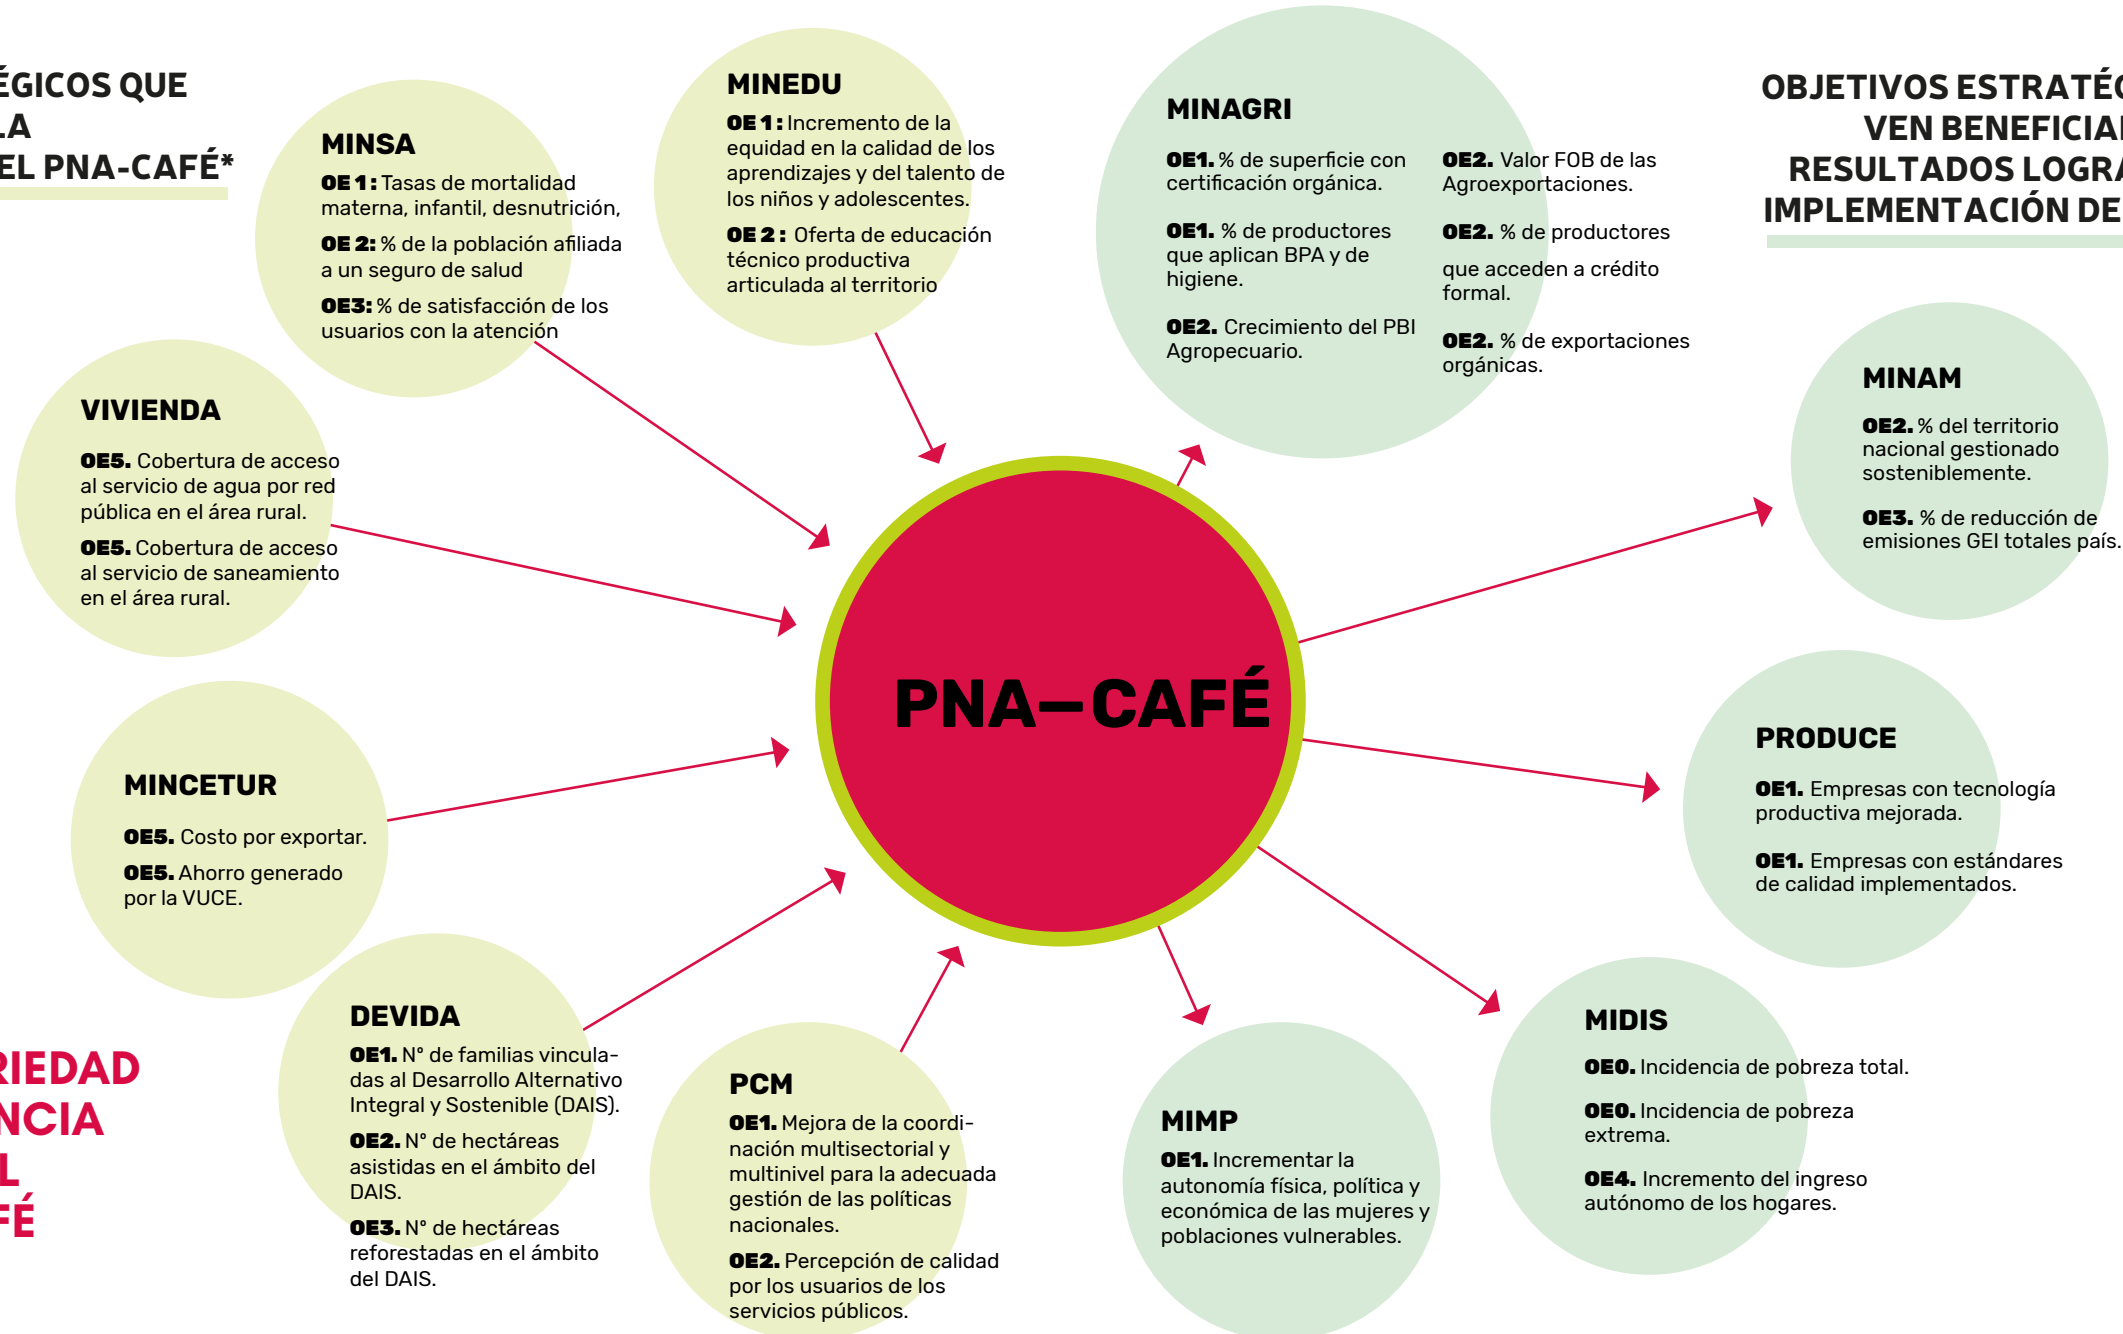 ÉGICOS QUE
LA
EL PNA-CAFÉ*
MINSA
OE 1: Tasas de mortalidad
materna, infantil, desnutrición,
OE 2: % de la población afiliada
a un seguro de salud
OE3: % de satisfacción de los
usuarios con la atención
MINEDU
OE 1: Incremento de la
equidad en la calidad de los
aprendizajes y del talento de
los niños y adolescentes.
OE 2: Oferta de educación
técnico productiva
articulada al territorio
MINAGRI
OE1. % de superficie con
certificación orgánica.
OE1. % de productores
que aplican BPA y de
higiene.
OE2. Crecimiento del PBI
Agropecuario.
OE2. Valor FOB de las
Agroexportaciones.
OE2. % de productores
que acceden a crédito
formal.
OE2. % de exportaciones
orgánicas.
OBJETIVOS ESTRATÉG
VEN BENEFICIA
RESULTADOS LOGRA
IMPLEMENTACIÓN DE
VIVIENDA
OE5. Cobertura de acceso
al servicio de agua por red
pública en el área rural.
OE5. Cobertura de acceso
al servicio de saneamiento
en el área rural.
MINAM
OE2. % del territorio
nacional gestionado
sosteniblemente.
OE3. % de reducción de
emisiones GEI totales país.
PNA–CAFÉ
MINCETUR
OE5. Costo por exportar.
OE5. Ahorro generado
por la VUCE.
PRODUCE
OE1. Empresas con tecnología
productiva mejorada.
OE1. Empresas con estándares
de calidad implementados.
RIEDAD
NCIA
L
FÉ
DEVIDA
OE1. Nº de familias vincula-
das al Desarrollo Alternativo
Integral y Sostenible (DAIS).
OE2. Nº de hectáreas
asistidas en el ámbito del
DAIS.
OE3. Nº de hectáreas
reforestadas en el ámbito
del DAIS.
PCM
OE1. Mejora de la coordi-
nación multisectorial y
multinivel para la adecuada
gestión de las políticas
nacionales.
OE2. Percepción de calidad
por los usuarios de los
servicios públicos.
MIMP
OE1. Incrementar la
autonomía física, política y
económica de las mujeres y
poblaciones vulnerables.
MIDIS
OE0. Incidencia de pobreza total.
OE0. Incidencia de pobreza
extrema.
OE4. Incremento del ingreso
autónomo de los hogares.